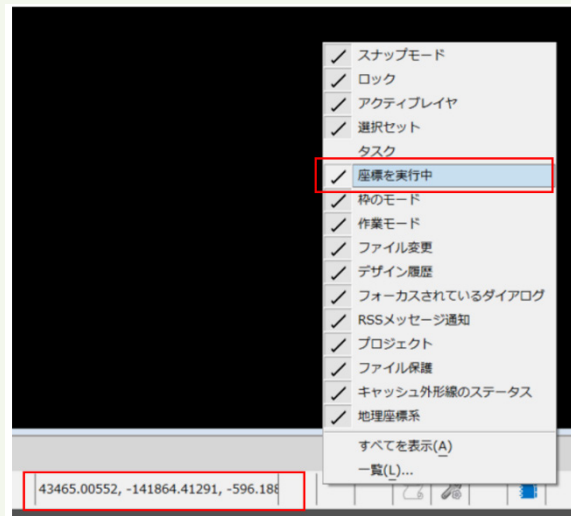 スナップモード
ロック
アクティブレイヤ
選択セット
タスク
座標を実行中
枠のモード
作業モード
ファイル変更
デザイン履歴
フォーカスされているダイアログ
RSSメッセージ通知
プロジェクト
ファイル保護
キャッシュ外形線のステータス
地理座標系
すべてを表示(A)
一覧(L)...
43465.00552, -141864.41291, -596.188